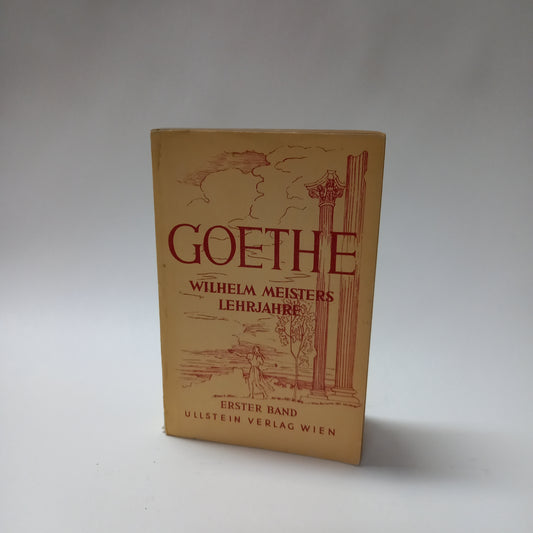 GOETHE
WILHELM MEISTERS
LEHRJAHRE
ERSTER BAND
ULLSTEIN VERLAG WIEN